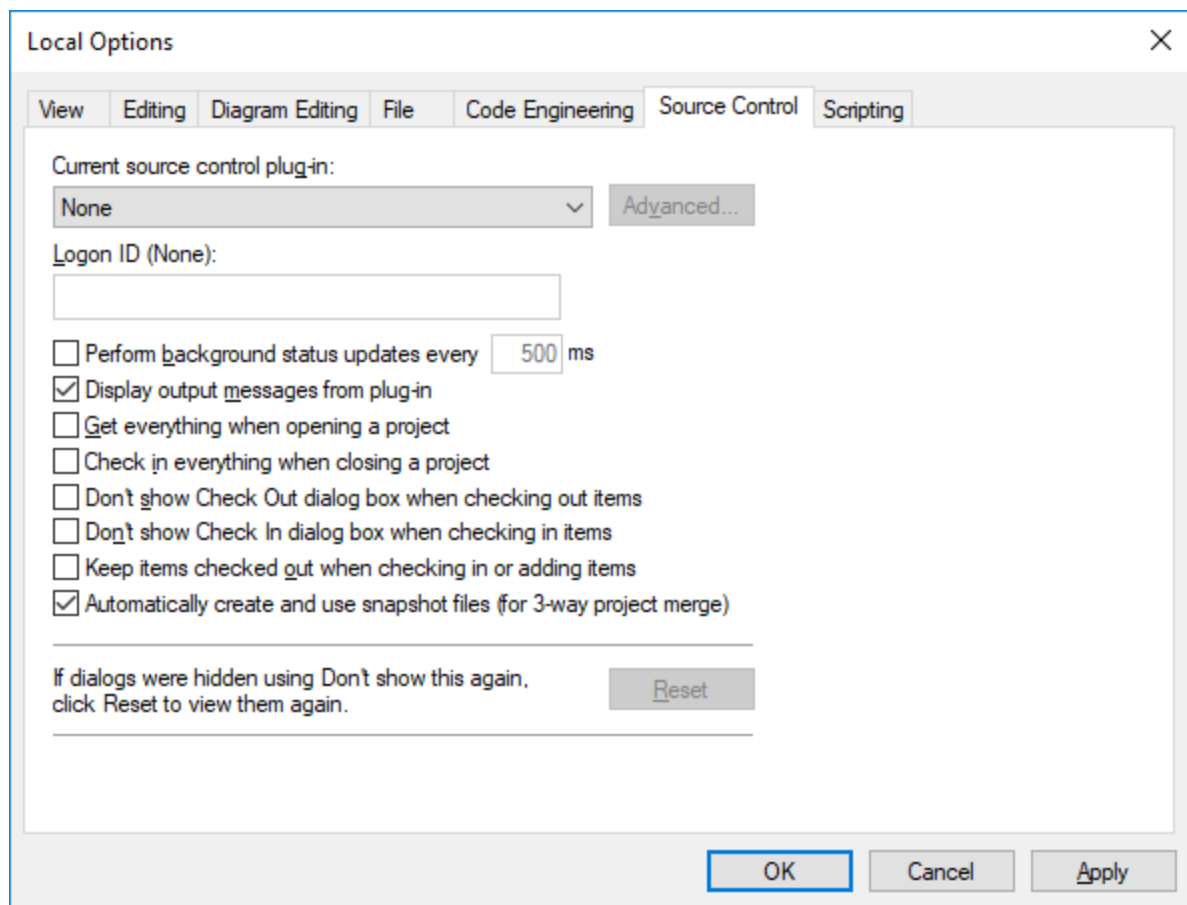 Local Options
View Editing Diagram Editing File Code Engineering Source Control Scripting
Current source control plug-in:
None Advanced...
Logon ID (None):
Perform background status updates every 500 ms
Display output messages from plug-in
Get everything when opening a project
Check in everything when closing a project
Don't show Check Out dialog box when checking out items
Don't show Check In dialog box when checking in items
Keep items checked out when checking in or adding items
Automatically create and use snapshot files (for 3-way project merge)
If dialogs were hidden using Don't show this again,
click Reset to view them again.
Reset
OK Cancel Apply